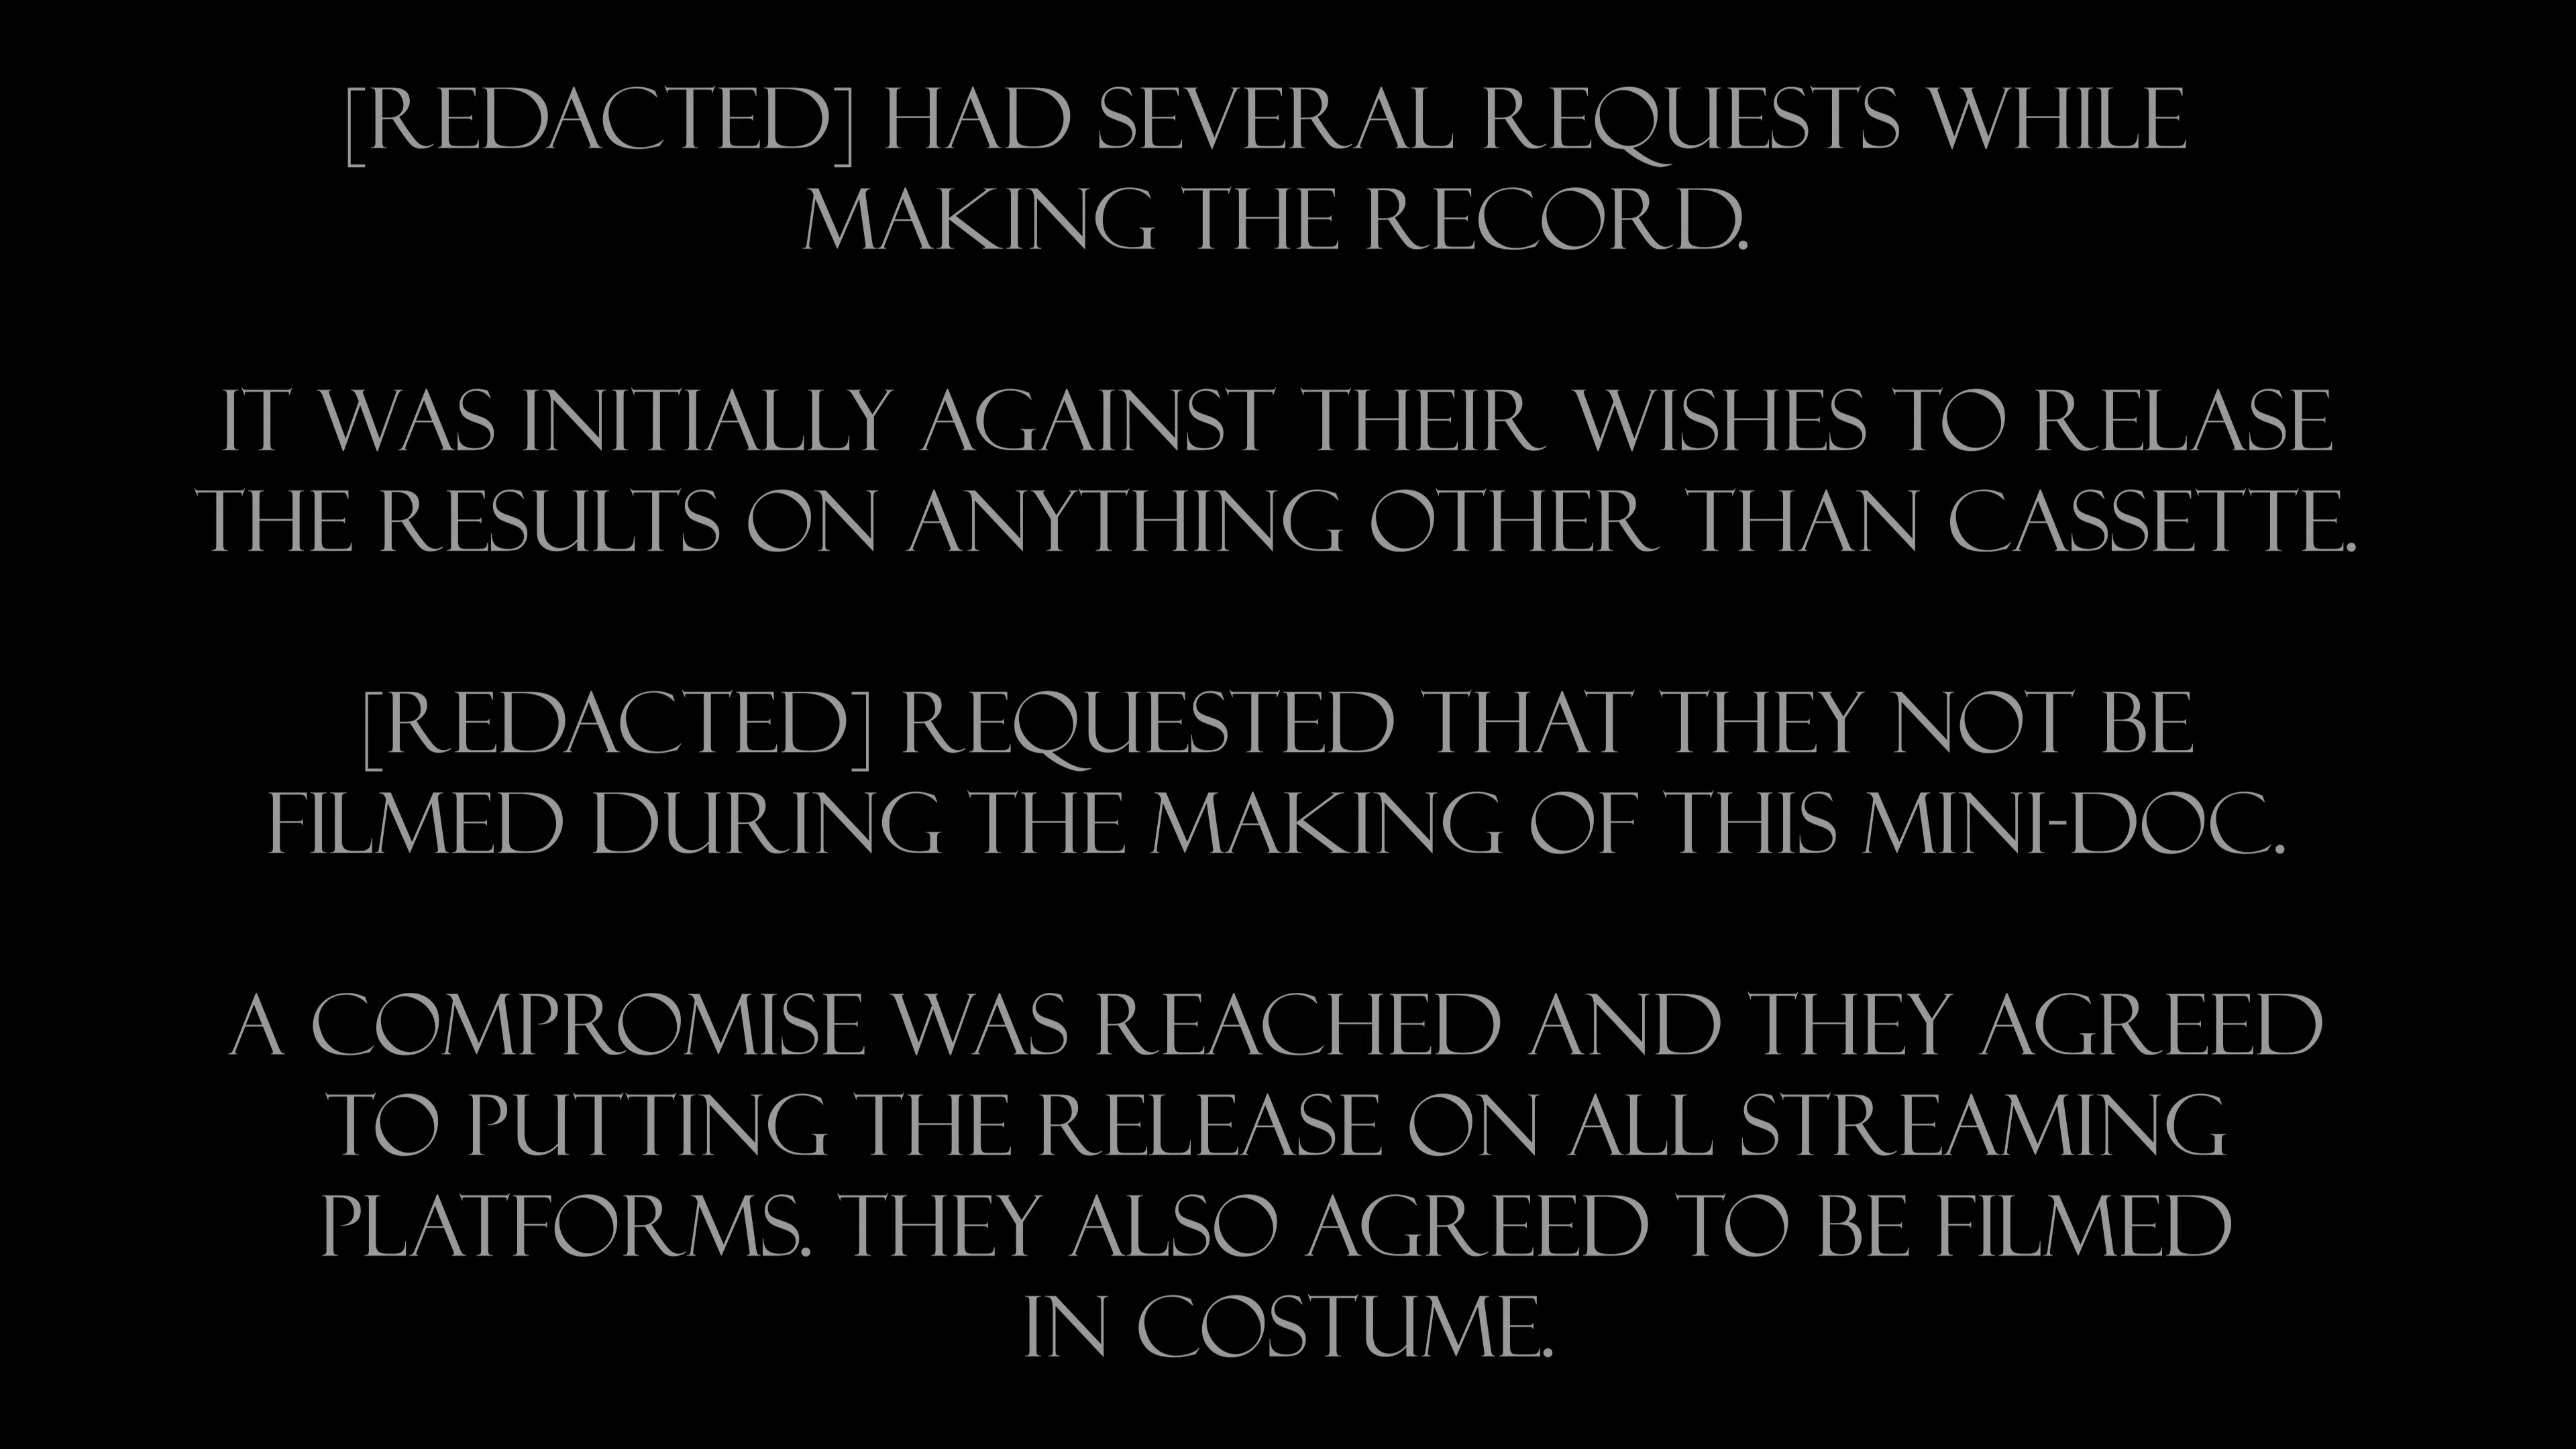 [REDACTED] HAD SEVERAL REQUESTS WHILE
MAKING THE RECORD.
IT WAS INITIALLY AGAINST THEIR WISHES TO RELASE
THE RESULTS ON ANYTHING OTHER THAN CASSETTE.
[REDACTED] REQUESTED THAT THEY NOT BE
FILMED DURING THE MAKING OF THIS MINI-DOC.
A COMPROMISE WAS REACHED AND THEY AGREED
TO PUTTING THE RELEASE ON ALL STREAMING
PLATFORMS. THEY ALSO AGREED TO BE FILMED
IN COSTUME.